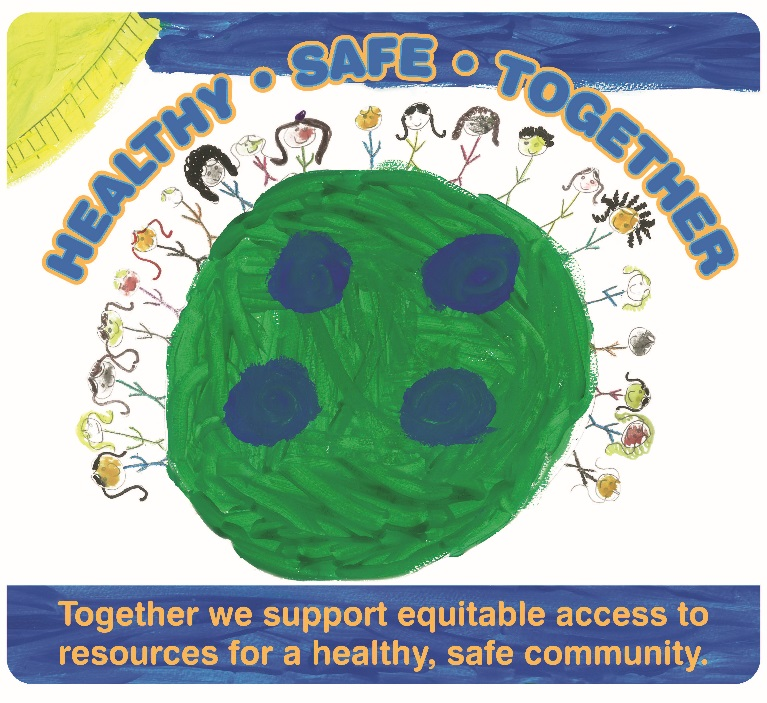 HEALTHY • SAFE • TOGETHER
Together we support equitable access to
resources for a healthy, safe community.